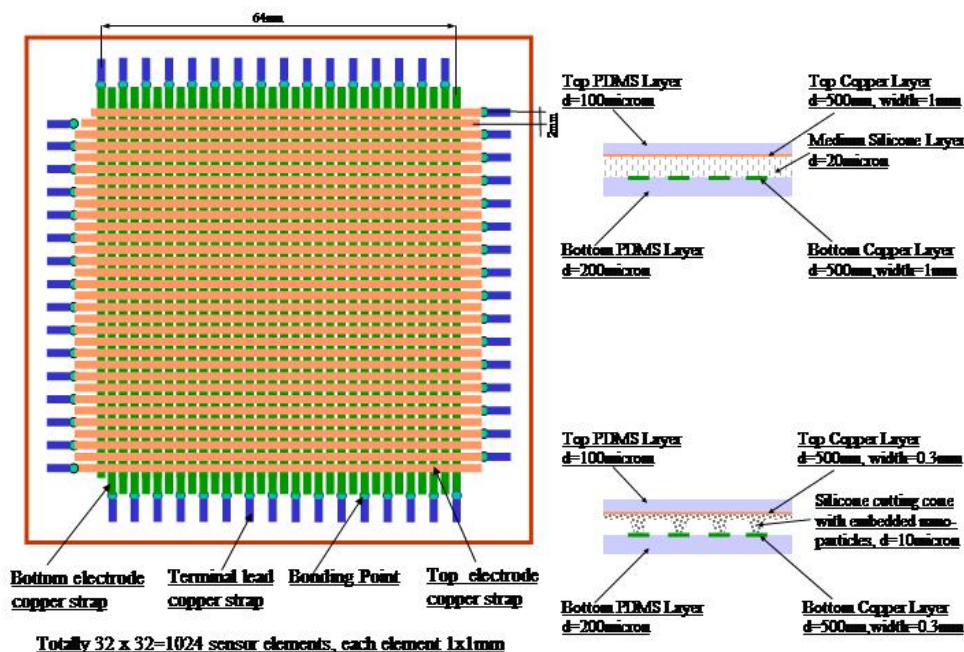 64mm
2mm
Bottom electrode
copper strap
Terminal lead
copper strap
Bonding Point
Top electrode
copper strap
Totally 32 x 32=1024 sensor elements, each element 1x1mm
Top PDMS Layer
d=100micron
Top Copper Layer
d=500nm, width=1mm
Medium Silicone Layer
d=20micron
Bottom PDMS Layer
d=200micron
Bottom Copper Layer
d=500nm,width=1mm
Top PDMS Layer
d=100micron
Top Copper Layer
d=500nm, width=0.3mm
Silicone cutting cone
with embedded nano-
particles, d=10micron
Bottom PDMS Layer
d=200micron
Bottom Copper Layer
d=500nm,width=0.3mm